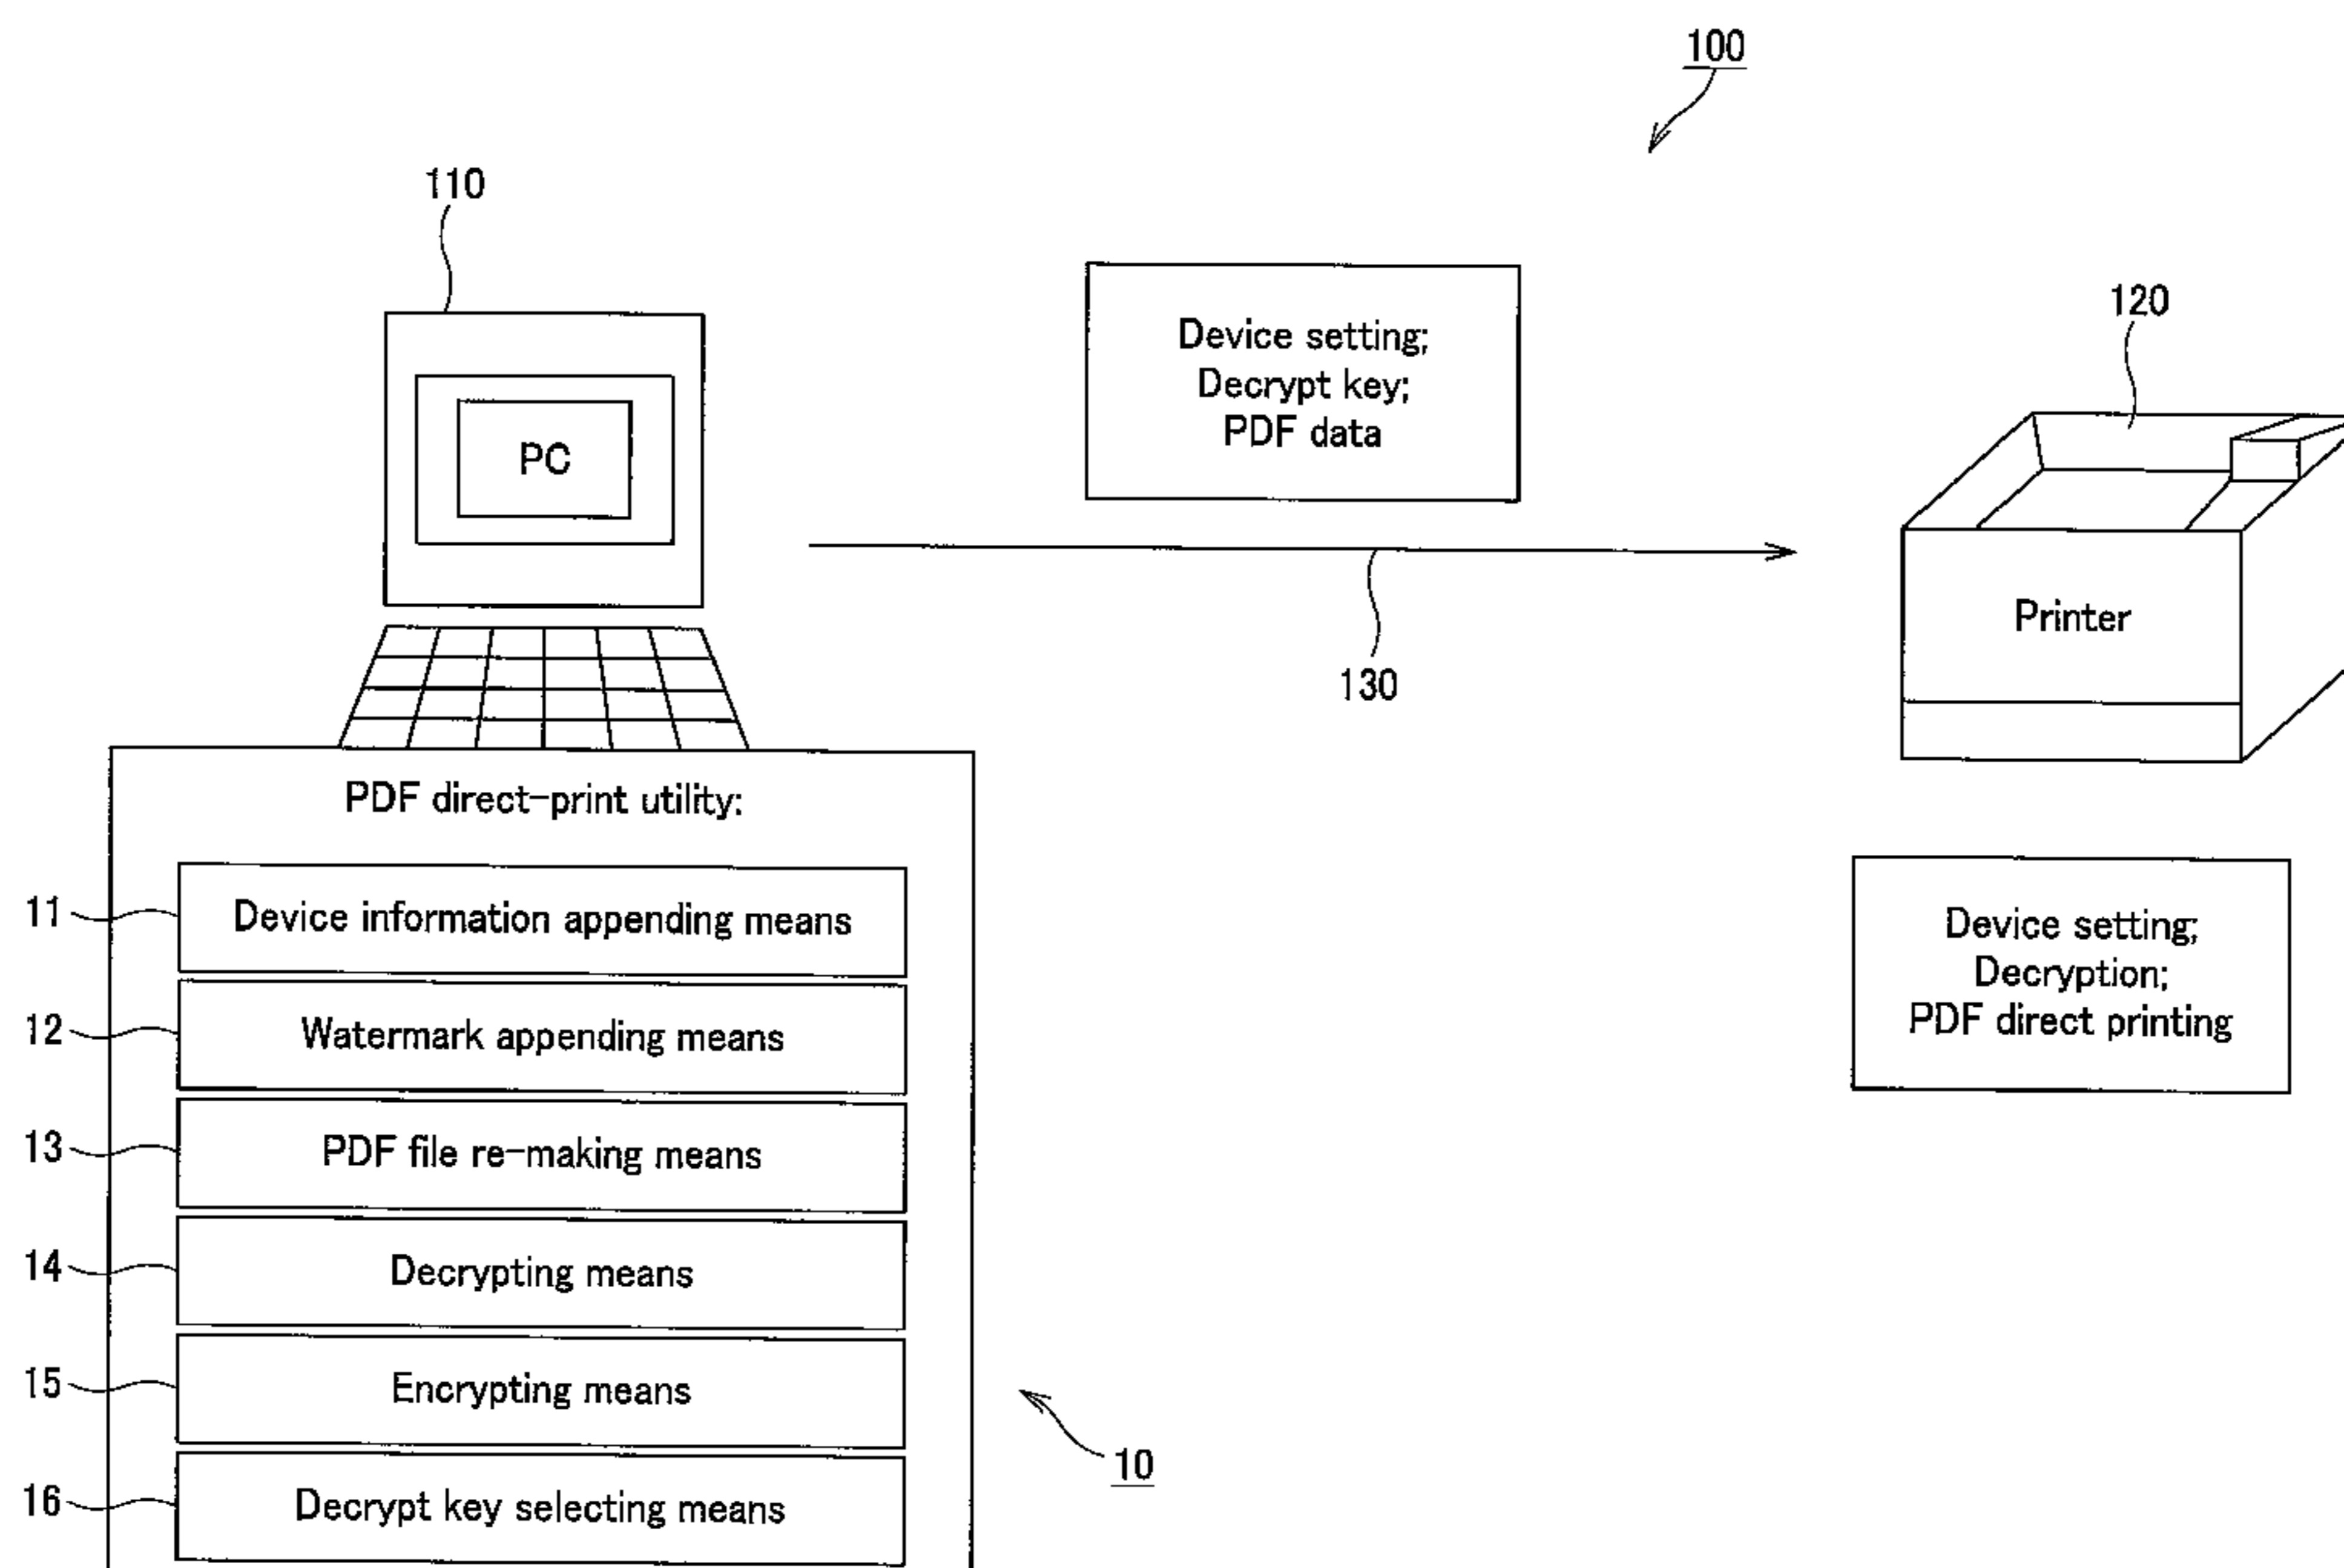 100
110
Device setting;
Decrypt key;
PDF data
120
PC
130
Printer
PDF direct-print utility;
11 Device information appending means
12 Watermark appending means
13 PDF file re-making means
14 Decrypting means
15 Encrypting means
16 Decrypt key selecting means
10
Device setting;
Decryption;
PDF direct printing